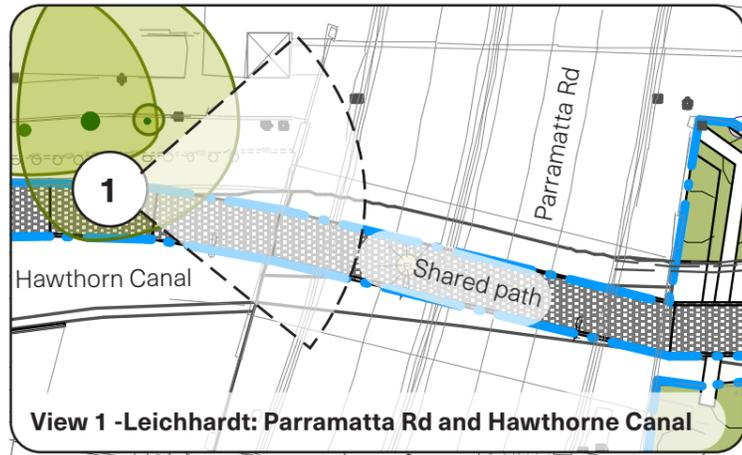 Parramatta Rd
1
Hawthorn Canal
Shared path
View 1 -Leichhardt: Parramatta Rd and Hawthorne Canal